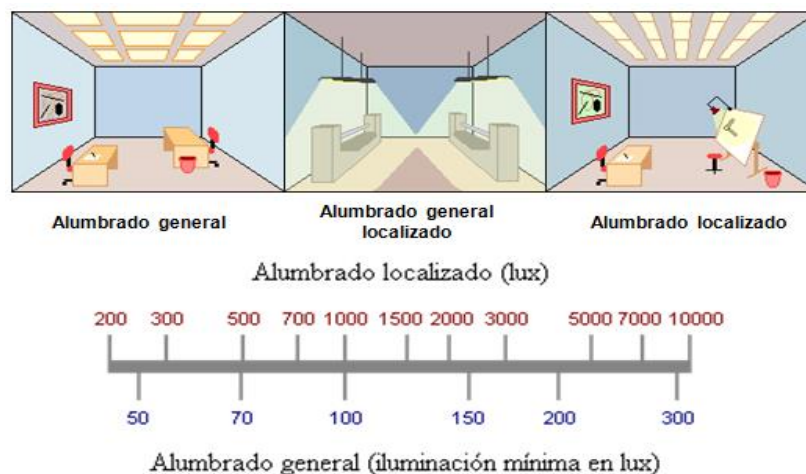 Alumbrado general
Alumbrado general
localizado
Alumbrado localizado
Alumbrado localizado (lux)
200 300 500 700 1000 1500 2000 3000 5000 7000 10000
50 70 100 150 200 300
Alumbrado general (iluminación mínima en lux)